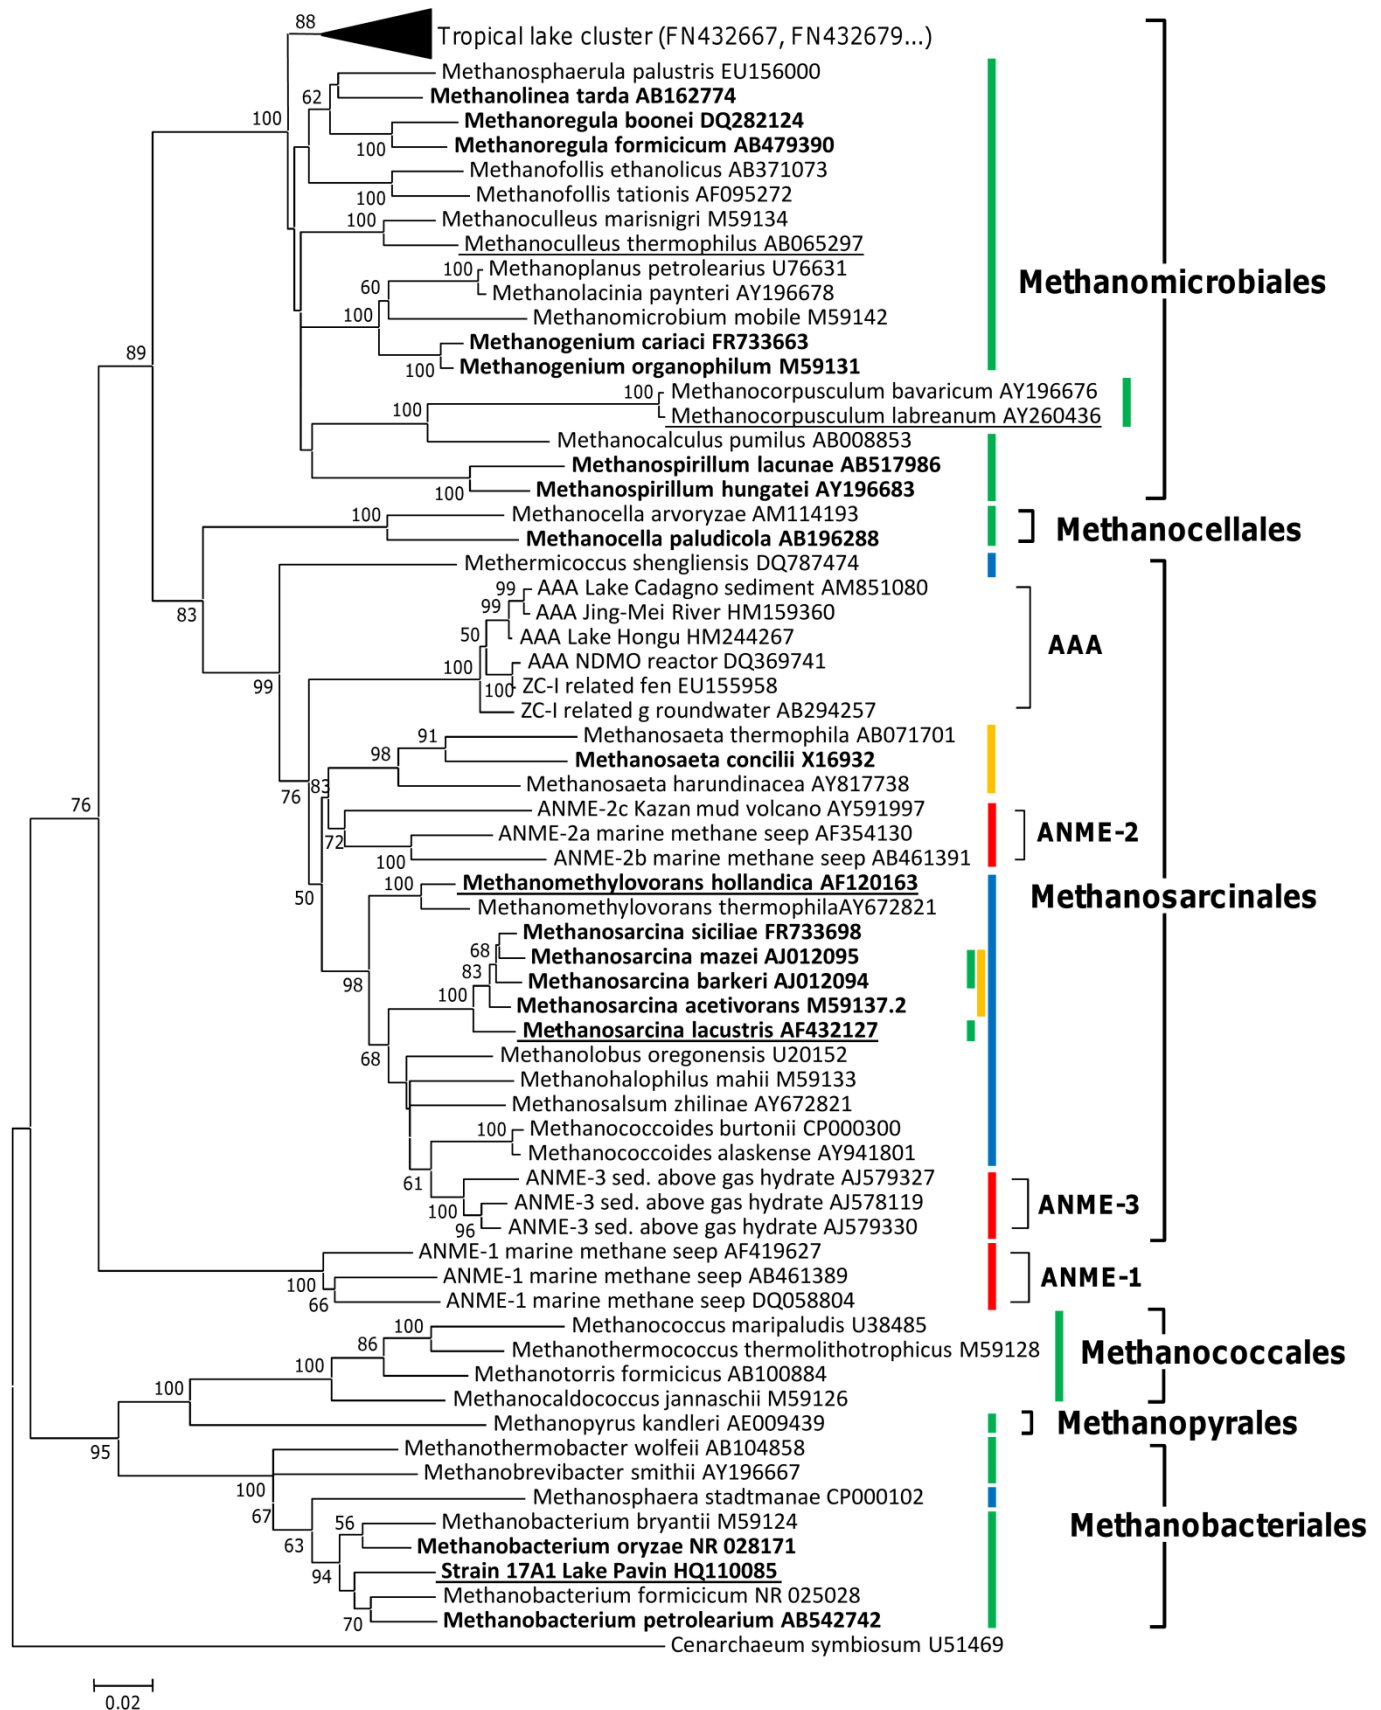 88
Tropical lake cluster (FN432667, FN432679...)
Methanosphaerula palustris EU156000
62
Methanolinea tarda AB162774
100
Methanoregula boonei DQ282124
100
Methanoregula formicicum AB479390
Methanofollis ethanolicus AB371073
100
Methanofollis tationis AF095272
100
Methanoculleus marisnigri M59134
Methanoculleus thermophilus AB065297
100
Methanoplanus petrolearius U76631
Methanomicrobiales
60
Methanolacinia paynteri AY196678
100
Methanomicrobium mobile M59142
Methanogenium cariaci FR733663
89
100
Methanogenium organophilum M59131
100
Methanocorpusculum bavaricum AY196676
100
Methanocorpusculum labreanum AY260436
Methanocalculus pumilus AB008853
Methanospirillum lacunae AB517986
100
Methanospirillum hungatei AY196683
100
Methanocella arvoryzae AM114193
Methanocellales
Methanocella paludicola AB196288
Methermicoccus shengliensis DQ787474
99
AAA Lake Cadagno sediment AM851080
83
99
AAA Jing-Mei River HM159360
50
AAA Lake Hongu HM244267
AAA
100
AAA NDMO reactor DQ369741
99
100
ZC-I related fen EU155958
ZC-I related g roundwater AB294257
91
Methanosaeta thermophila AB071701
98
Methanosaeta concilii X16932
76
83
Methanosaeta harundinacea AY817738
76
ANME-2c Kazan mud volcano AY591997
72
ANME-2a marine methane seep AF354130
ANME-2
100
ANME-2b marine methane seep AB461391
100
Methanomethylovorans hollandica AF120163
50
Methanomethylovorans thermophilaAY672821
Methanosarcinales
Methanosarcina siciliae FR733698
68
Methanosarcina mazei AJ012095
83
Methanosarcina barkeri AJ012094
98
100
Methanosarcina acetivorans M59137.2
Methanosarcina lacustris AF432127
68
Methanolobus oregonensis U20152
Methanohalophilus mahii M59133
Methanosalsum zhilinae AY672821
100
Methanococcoides burtonii CP000300
Methanococcoides alaskense AY941801
61
ANME-3 sed. above gas hydrate AJ579327
100
ANME-3 sed. above gas hydrate AJ578119
ANME-3
96
ANME-3 sed. above gas hydrate AJ579330
ANME-1 marine methane seep AF419627
100
ANME-1 marine methane seep AB461389
ANME-1
66
ANME-1 marine methane seep DQ058804
100
Methanococcus maripaludis U38485
86
Methanothermococcus thermolithotrophicus M59128
Methanococcales
100
Methanotorris formicicus AB100884
100
Methanocaldococcus jannaschii M59126
Methanopyrus kandleri AE009439
Methanopyrales
95
Methanothermobacter wolfeii AB104858
Methanobrevibacter smithii AY196667
100
Methanosphaera stadtmanae CP000102
67
56
Methanobacterium bryantii M59124
Methanobacteriales
63
Methanobacterium oryzae NR 028171
94
Strain 17A1 Lake Pavin HQ110085
Methanobacterium formicicum NR 025028
70
Methanobacterium petrolearium AB542742
Cenarchaeum symbiosum U51469
0.02